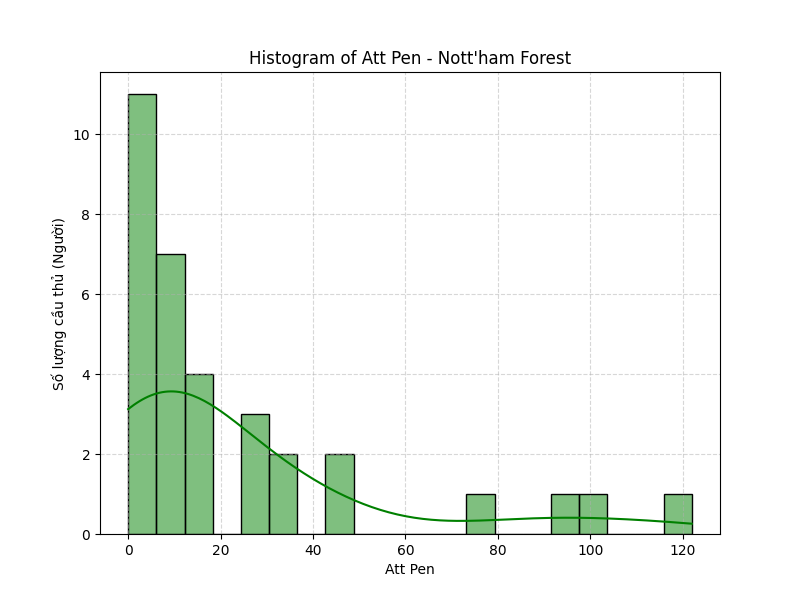 Histogram of Att Pen - Nott'ham Forest
Số lượng cầu thủ (Người)
10
8
6
4
2
0
0 20 40 60 80 100 120
Att Pen